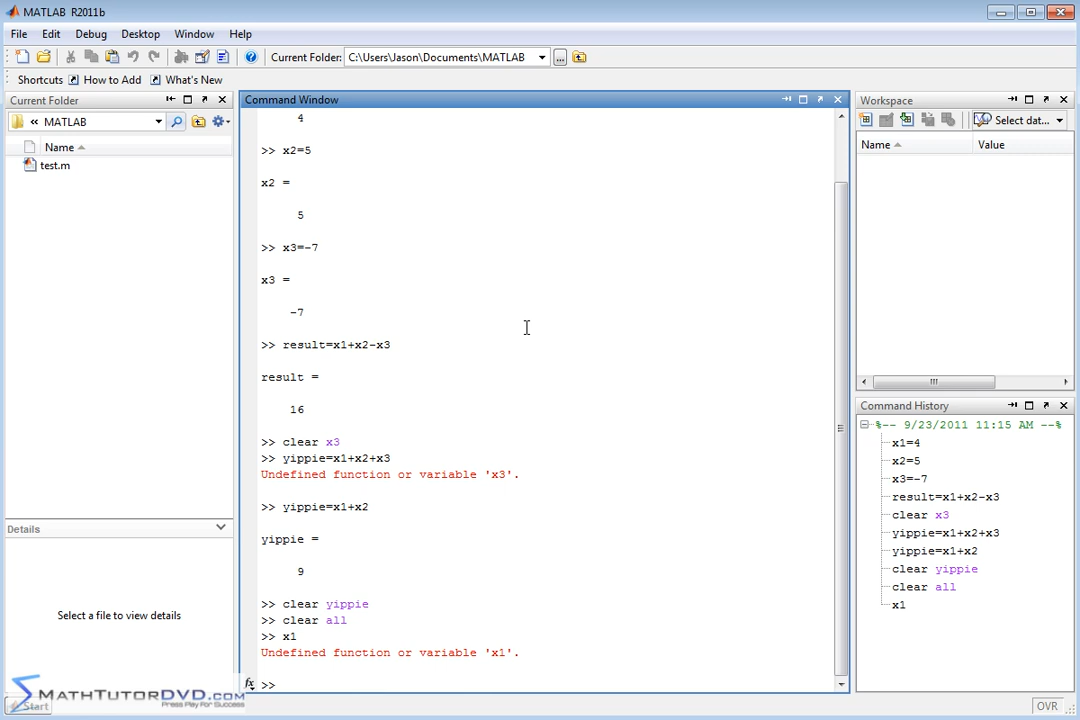 MATLAB R2011b
File Edit Debug Desktop Window Help
Current Folder: C:\Users\Jason\Documents\MATLAB ...
Shortcuts How to Add What's New
Current Folder
« MATLAB
Name
test.m
Details
Select a file to view details
Start
MathTutorDVD.com
Press Play For Success
Command Window
4
>> x2=5
x2 =
5
>> x3=-7
x3 =
-7
>> result=x1+x2-x3
result =
16
>> clear x3
>> yippie=x1+x2+x3
Undefined function or variable 'x3'.
>> yippie=x1+x2
yippie =
9
>> clear yippie
>> clear all
>> x1
Undefined function or variable 'x1'.
fx >>
Workspace
Select dat...
Name Value
Command History
%-- 9/23/2011 11:15 AM --%
x1=4
x2=5
x3=-7
result=x1+x2-x3
clear x3
yippie=x1+x2+x3
yippie=x1+x2
clear yippie
clear all
x1
OVR